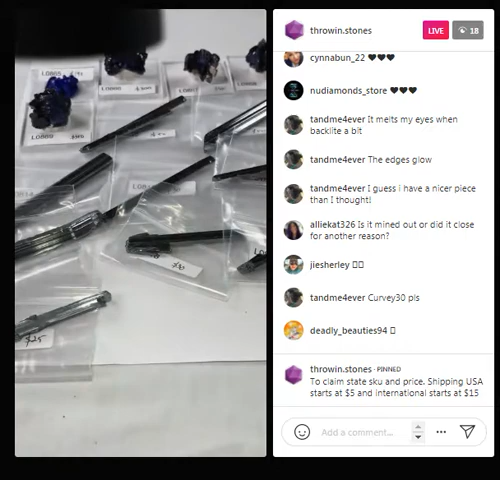 throwin.stones LIVE 18
cynnabun_22 ♥♥♥
nudiamonds_store ♥♥♥
tandme4ever It melts my eyes when
backlite a bit
tandme4ever The edges glow
tandme4ever I guess i have a nicer piece
than I thought!
alliekat326 Is it mined out or did it close
for another reason?
jiesherley
tandme4ever Curvey30 pls
deadly_beauties94
throwin.stones · PINNED
To claim state sku and price. Shipping USA
starts at $5 and international starts at $15
Add a comment...
$25